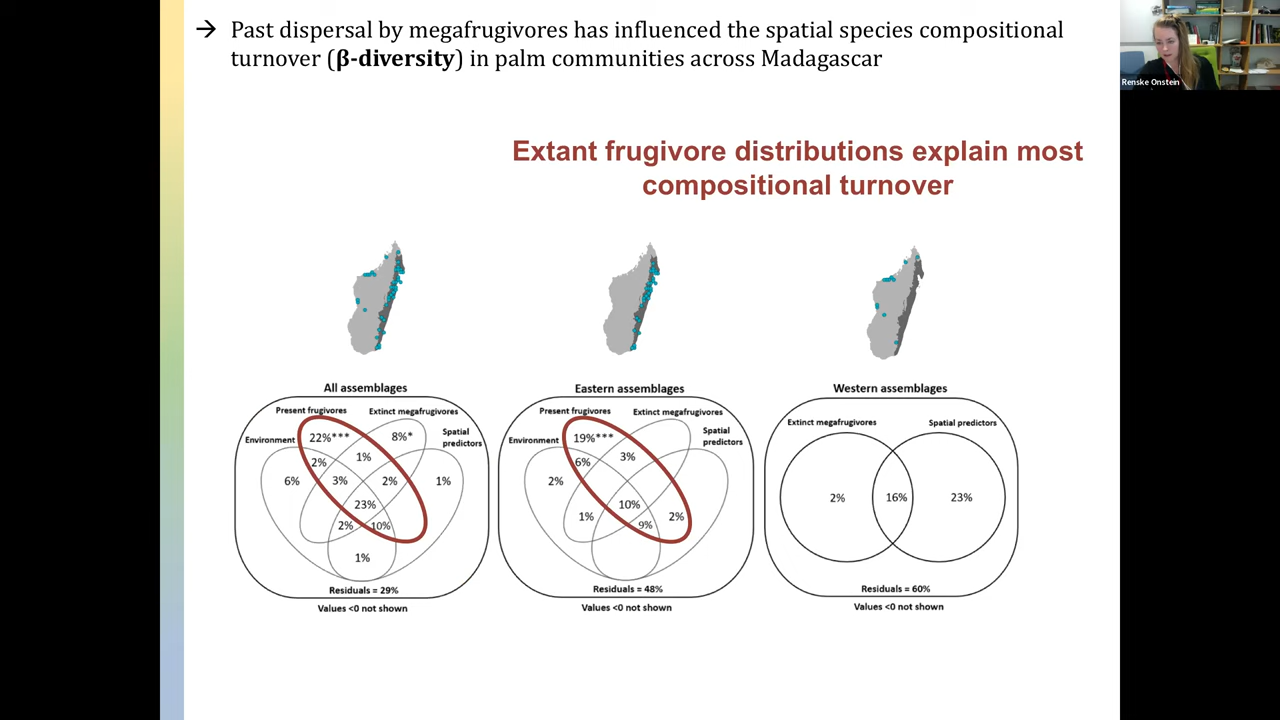 → Past dispersal by megafrugivores has influenced the spatial species compositional
turnover (β-diversity) in palm communities across Madagascar
Renske Onstein
Extant frugivore distributions explain most
compositional turnover
All assemblages
Present frugivores
Extinct megafrugivores
Environment
Spatial
predictors
22%***
8%*
1%
2%
6%
3%
2%
1%
23%
2%
10%
1%
Residuals = 29%
Values <0 not shown
Eastern assemblages
Present frugivores
Extinct megafrugivores
Environment
Spatial
predictors
19%***
3%
6%
2%
10%
1%
9%
2%
Residuals = 48%
Values <0 not shown
Western assemblages
Extinct megafrugivores
Spatial predictors
2%
16%
23%
Residuals = 60%
Values <0 not shown